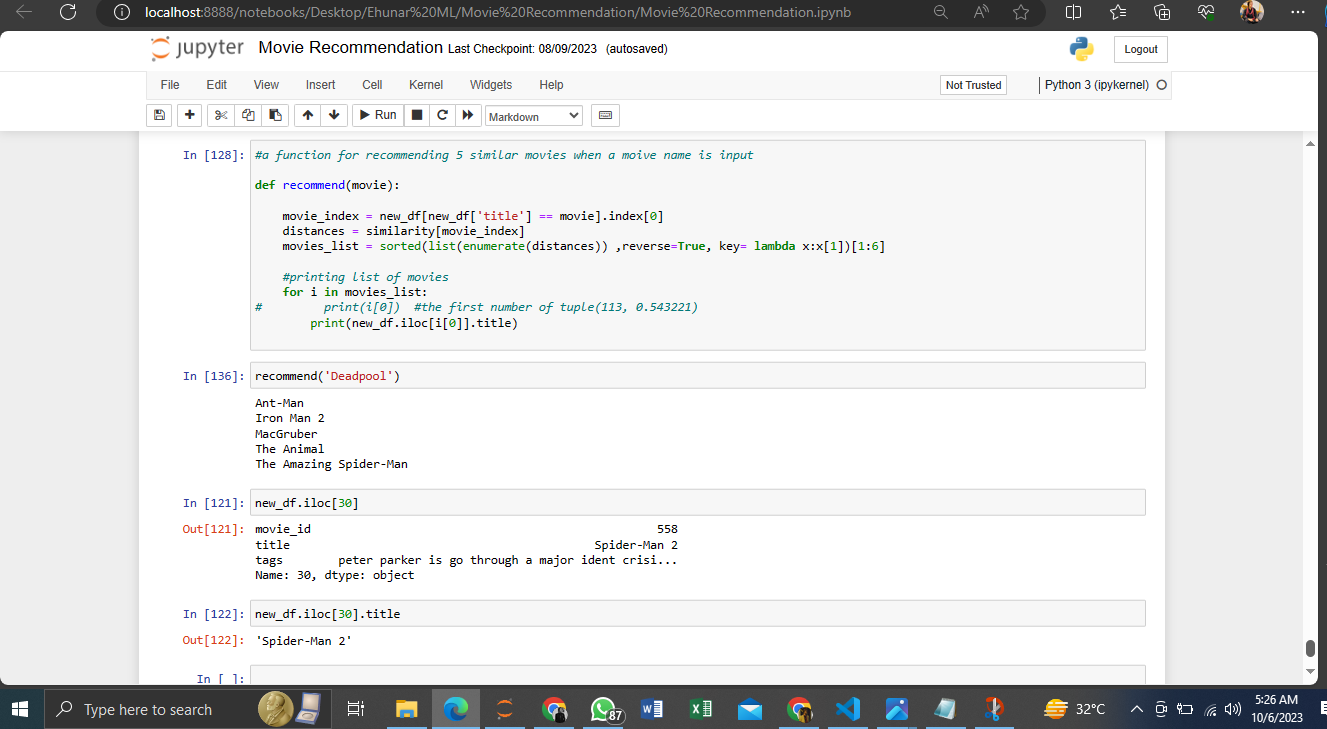 localhost:8888/notebooks/Desktop/Ehunar%20ML/Movie%20Recommendation/Movie%20Recommendation.ipynb
jupyter Movie Recommendation Last Checkpoint: 08/09/2023 (autosaved)
Logout
File Edit View Insert Cell Kernel Widgets Help
Not Trusted
Python 3 (ipykernel)
Run
Markdown
In [128]: #a function for recommending 5 similar movies when a moive name is input
def recommend(movie):
    movie_index = new_df[new_df['title'] == movie].index[0]
    distances = similarity[movie_index]
    movies_list = sorted(list(enumerate(distances)) ,reverse=True, key= lambda x:x[1])[1:6]
    #printing list of movies
    for i in movies_list:
#         print(i[0])  #the first number of tuple(113, 0.543221)
        print(new_df.iloc[i[0]].title)
In [136]: recommend('Deadpool')
Ant-Man
Iron Man 2
MacGruber
The Animal
The Amazing Spider-Man
In [121]: new_df.iloc[30]
Out[121]: movie_id 558
title Spider-Man 2
tags peter parker is go through a major ident crisi...
Name: 30, dtype: object
In [122]: new_df.iloc[30].title
Out[122]: 'Spider-Man 2'
In [ ]:
Type here to search
87
32°C
5:26 AM
10/6/2023